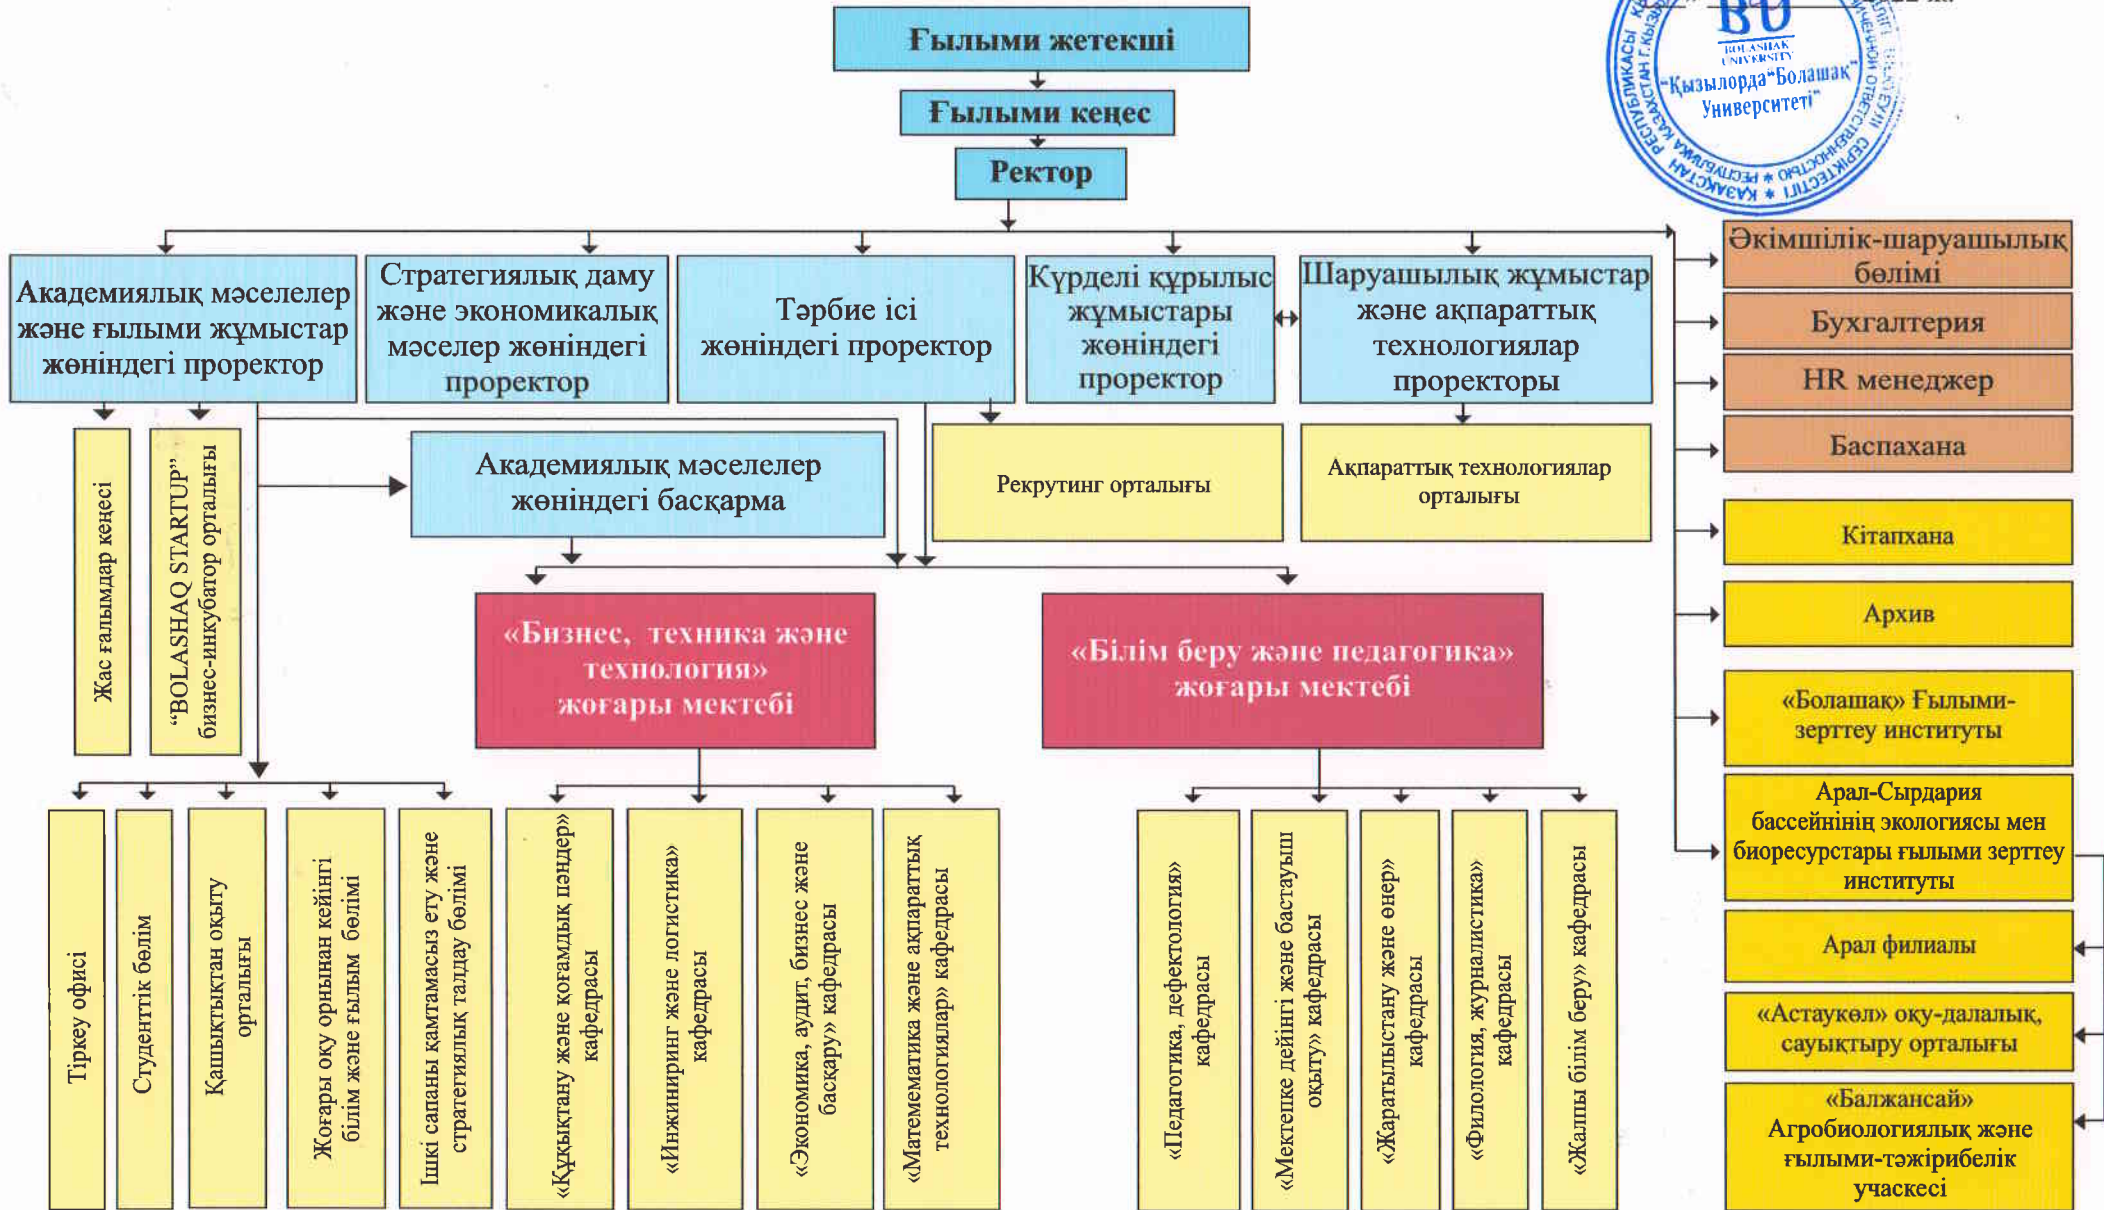 Ғылыми жетекші
Ғылыми кеңес
Ректор
BU
BOLASHAK
UNIVERSITY
"Қызылорда "Болашақ"
Университеті"
Академиялық мәселелер
және ғылыми жұмыстар
жөніндегі проректор
Стратегиялық даму
және экономикалық
мәселер жөніндегі
проректор
Тәрбие ісі
жөніндегі проректор
Күрделі құрылыс
жұмыстары
жөніндегі
проректор
Шаруашылық жұмыстар
және ақпараттық
технологиялар
проректоры
Әкімшілік-шаруашылық
бөлімі
Бухгалтерия
HR менеджер
Баспахана
Кітапхана
Архив
«Болашақ» Ғылыми-
зерттеу институты
Арал-Сырдария
бассейнінің экологиясы мен
биоресурстары ғылыми зерттеу
институты
Арал филиалы
«Астаукөл» оқу-далалық,
сауықтыру орталығы
«Балжансай»
Агробиологиялық және
ғылыми-тәжірибелік
учаскесі
Жас ғалымдар кеңесі
“BOLASHAQ STARTUP”
бизнес-инкубатор орталығы
Академиялық мәселелер
жөніндегі басқарма
Рекрутинг орталығы
Ақпараттық технологиялар
орталығы
«Бизнес, техника және
технология»
жоғары мектебі
«Білім беру және педагогика»
жоғары мектебі
Тіркеу офисі
Студенттік бөлім
Қашықтықтан оқыту
орталығы
Жоғары оқу орнынан кейінгі
білім және ғылым бөлімі
Ішкі сапаны қамтамасыз ету және
стратегиялық талдау бөлімі
«Құқықтану және қоғамдық пәндер»
кафедрасы
«Инжиниринг және логистика»
кафедрасы
«Экономика, аудит, бизнес және
басқару» кафедрасы
«Матемематика және ақпараттық
технологиялар» кафедрасы
«Педагогика, дефектология»
кафедрасы
«Мектепке дейінгі және бастауыш
оқыту» кафедрасы
«Жаратылыстану және өнер»
кафедрасы
«Филология, журналистика»
кафедрасы
«Жалпы білім беру» кафедрасы